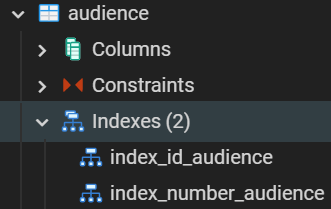 audience
Columns
Constraints
Indexes (2)
index_id_audience
index_number_audience